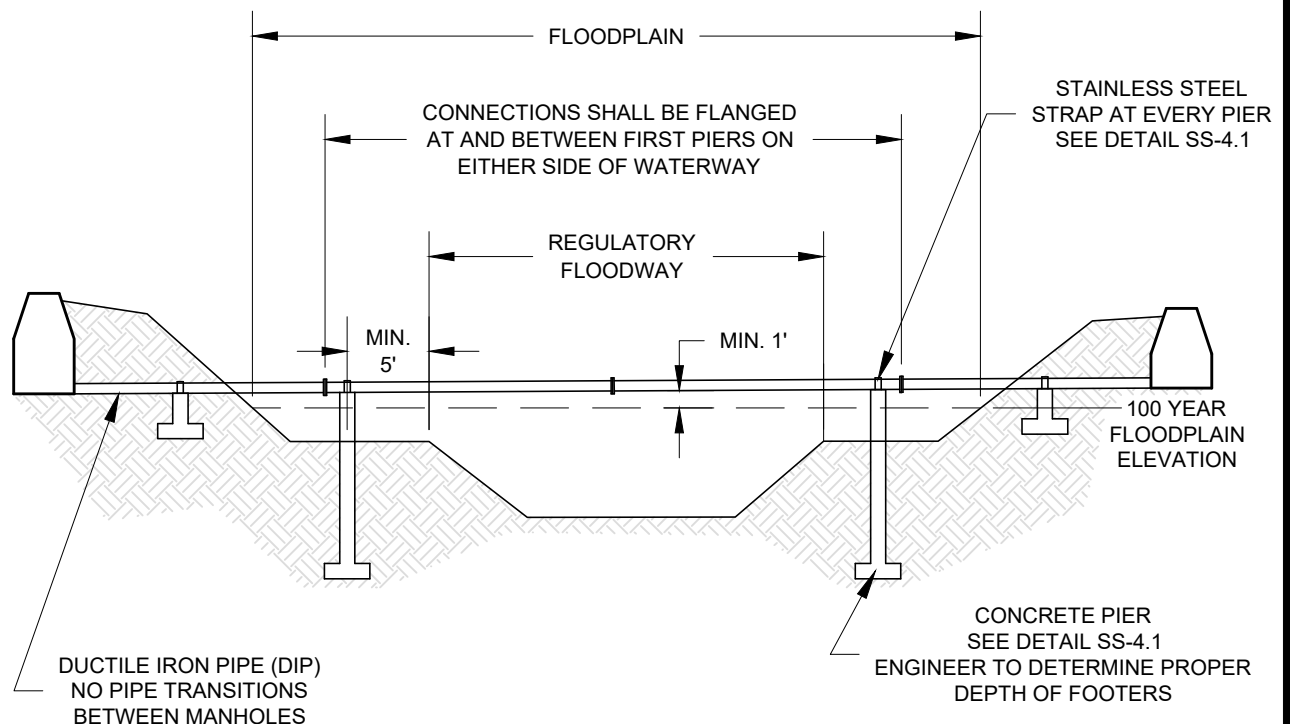 FLOODPLAIN
CONNECTIONS SHALL BE FLANGED
AT AND BETWEEN FIRST PIERS ON
EITHER SIDE OF WATERWAY
STAINLESS STEEL
STRAP AT EVERY PIER
SEE DETAIL SS-4.1
REGULATORY
FLOODWAY
MIN.
5'
MIN. 1'
100 YEAR
FLOODPLAIN
ELEVATION
DUCTILE IRON PIPE (DIP)
NO PIPE TRANSITIONS
BETWEEN MANHOLES
CONCRETE PIER
SEE DETAIL SS-4.1
ENGINEER TO DETERMINE PROPER
DEPTH OF FOOTERS